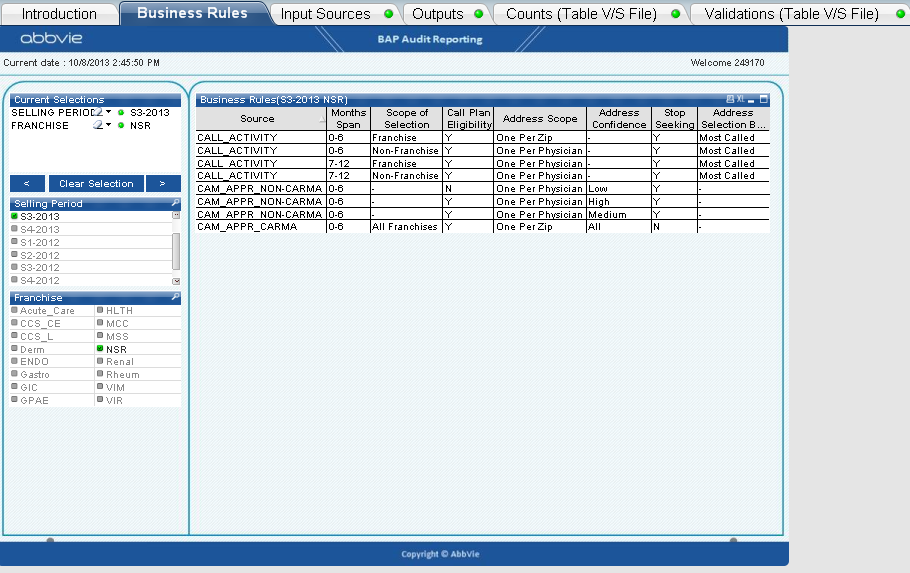 Introduction Business Rules Input Sources Outputs Counts (Table V/S File) Validations (Table V/S File)
abbvie BAP Audit Reporting
Current date : 10/8/2013 2:45:50 PM Welcome 249170
Current Selections
SELLING PERIOD S3-2013
FRANCHISE NSR
< Clear Selection >
Selling Period
S3-2013
S4-2013
S1-2012
S2-2012
S3-2012
S4-2012
Franchise
Acute_Care HLTH
CCS_CE MCC
CCS_L MSS
Derm NSR
ENDO Renal
Gastro Rheum
GIC VIM
GPAE VIR
Business Rules(S3-2013 NSR) XL
Source Months Span Scope of Selection Call Plan Eligibility Address Scope Address Confidence Stop Seeking Address Selection B...
CALL_ACTIVITY 0-6 Franchise Y One Per Zip - Y Most Called
CALL_ACTIVITY 0-6 Non-Franchise Y One Per Physician - Y Most Called
CALL_ACTIVITY 7-12 Franchise Y One Per Physician - Y Most Called
CALL_ACTIVITY 7-12 Non-Franchise Y One Per Physician - Y Most Called
CAM_APPR_NON-CARMA 0-6 - N One Per Physician Low Y -
CAM_APPR_NON-CARMA 0-6 - Y One Per Physician High Y -
CAM_APPR_NON-CARMA 0-6 - Y One Per Physician Medium Y -
CAM_APPR_CARMA 0-6 All Franchises Y One Per Zip All N -
Copyright © AbbVie